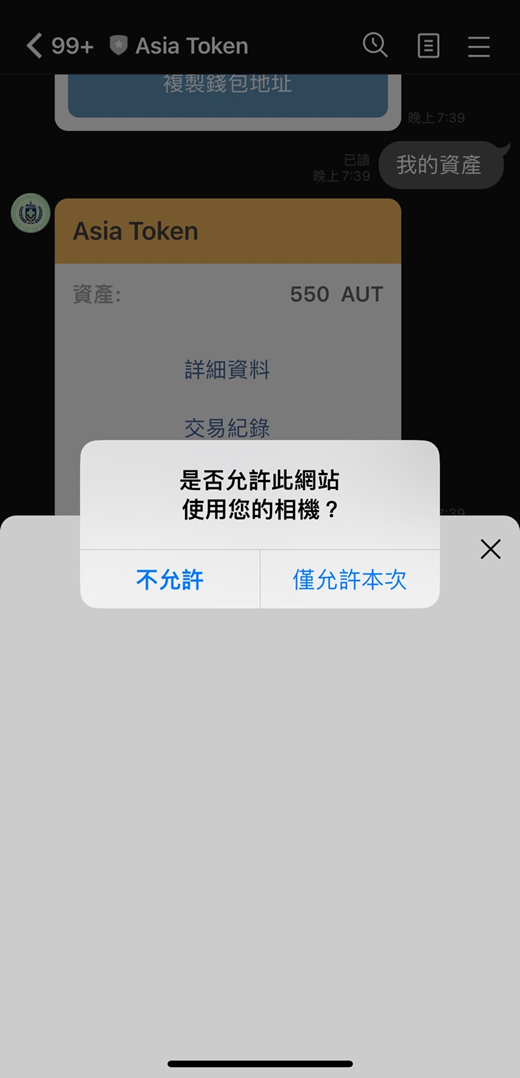 99+ Asia Token
複製錢包地址
晚上 7:39
已讀
晚上 7:39
我的資產
Asia Token
資產: 550 AUT
詳細資料
交易紀錄
7:39
是否允許此網站
使用您的相機?
不允許 僅允許本次